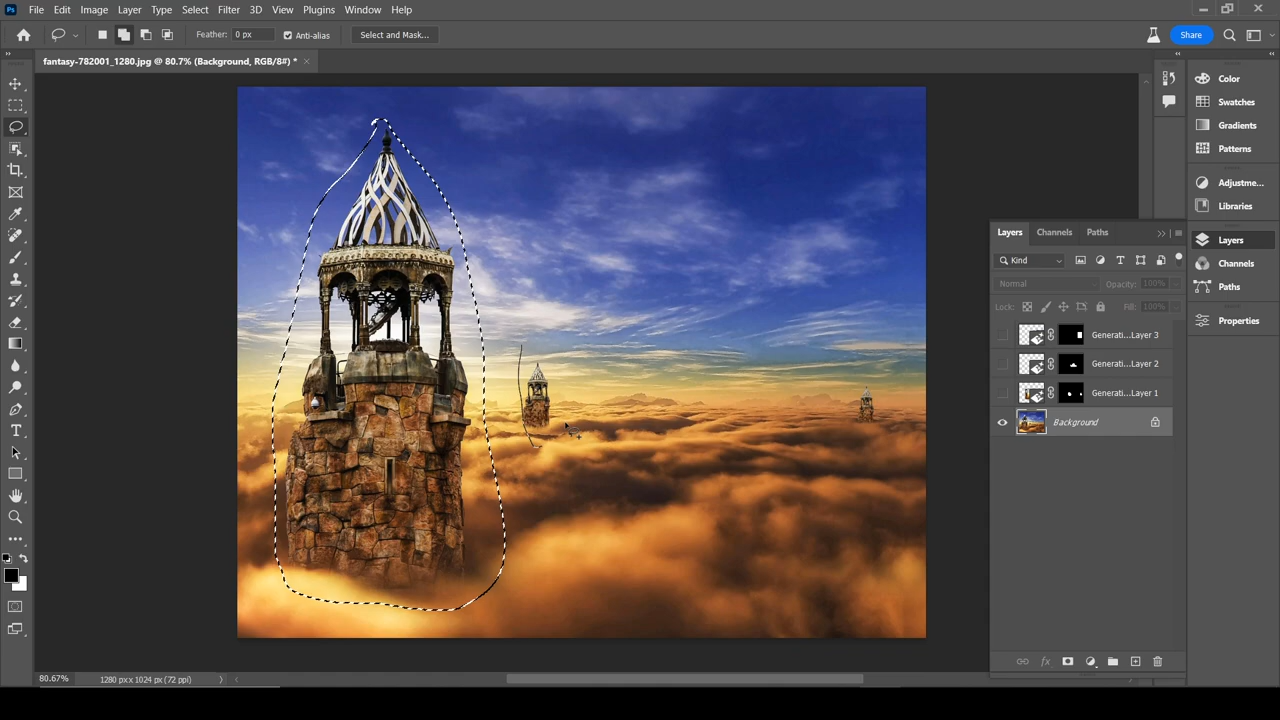 Ps File Edit Image Layer Type Select Filter 3D View Plugins Window Help
Feather: 0 px Anti-alias Select and Mask... Share
fantasy-782001_1280.jpg @ 80.7% (Background, RGB/8#) *
Color
Swatches
Gradients
Patterns
Adjustme...
Libraries
Layers
Channels
Paths
Properties
Layers Channels Paths
Kind
Normal Opacity: 100%
Lock: Fill: 100%
Generati...Layer 3
Generati...Layer 2
Generati...Layer 1
Background
fx
80.67% 1280 px x 1024 px (72 ppi)